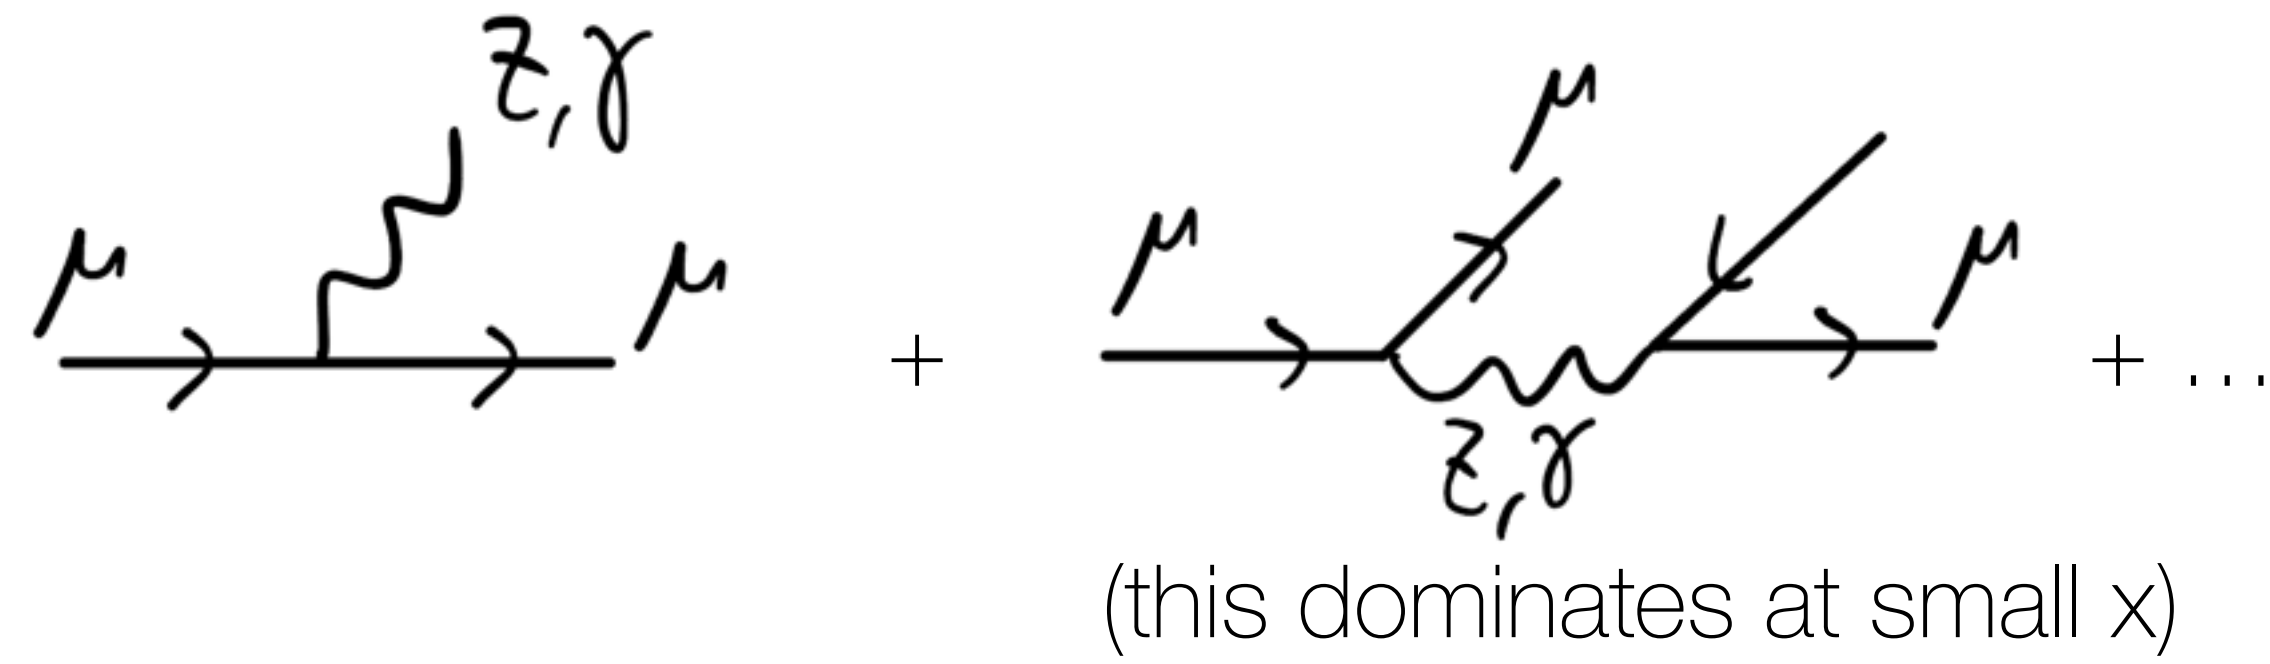 Z, γ
μ
μ
μ
μ
μ
+
+ ...
Z, γ
(this dominates at small x)